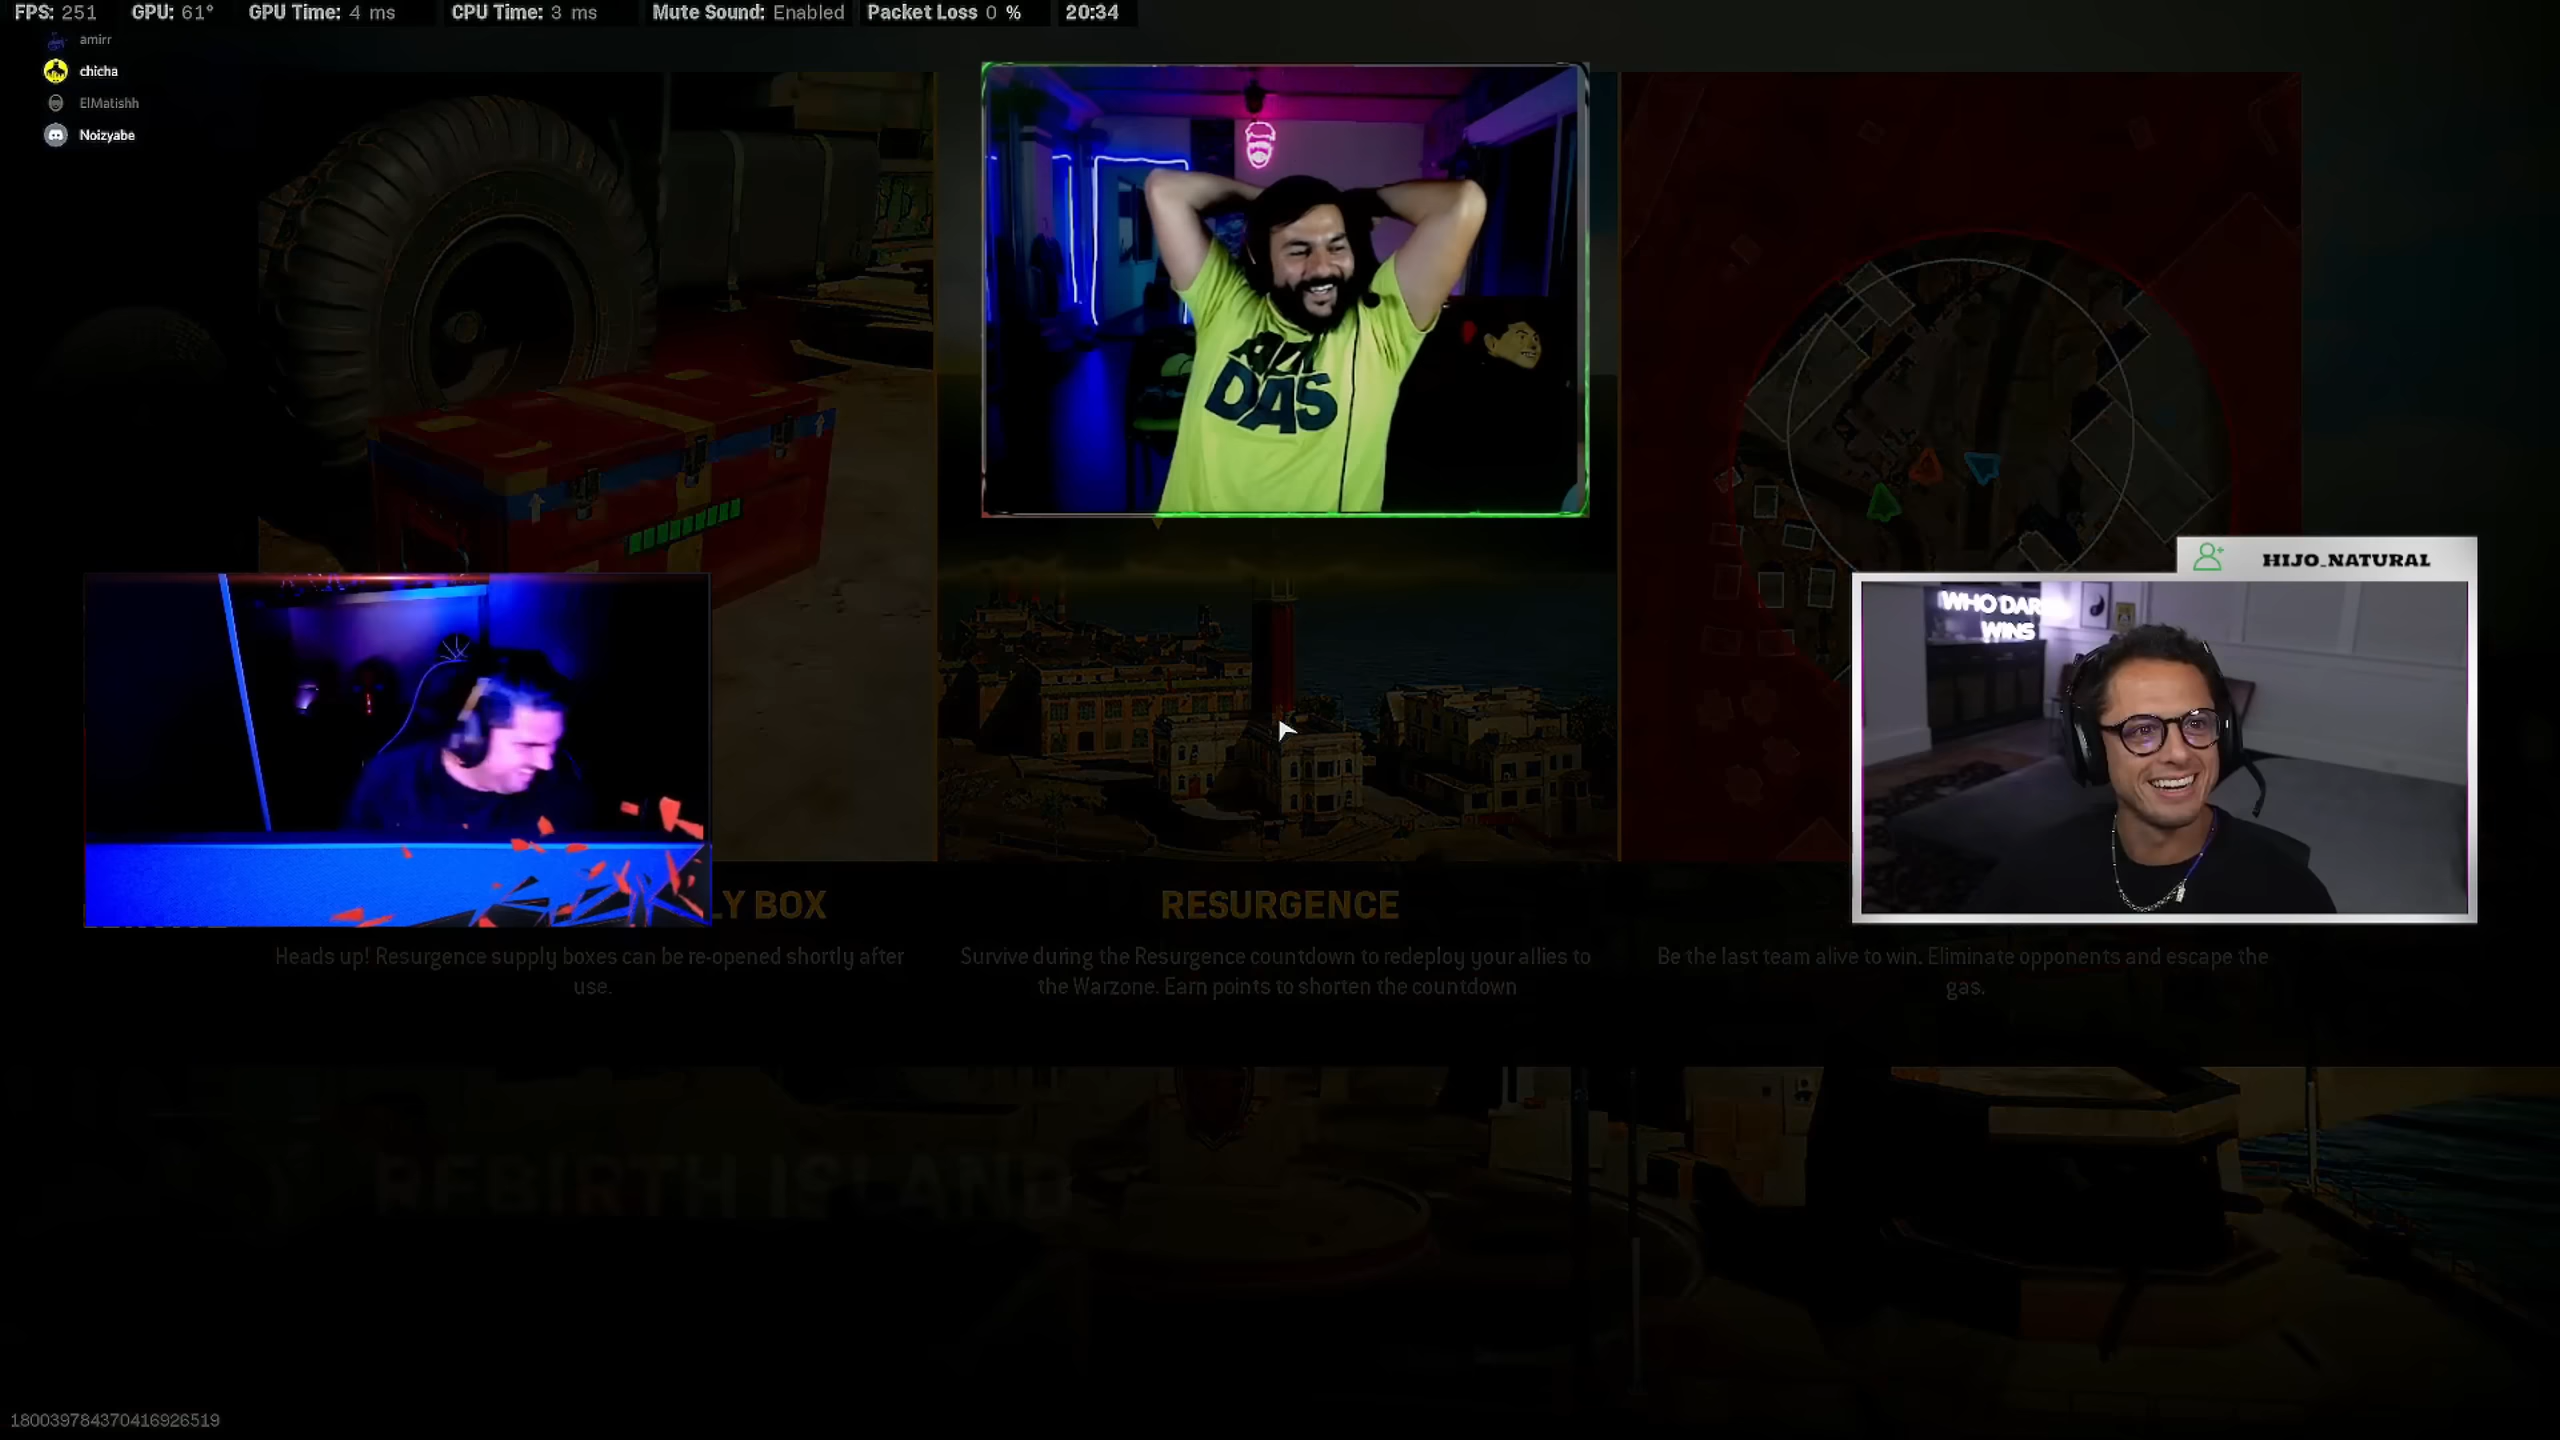 FPS: 251 GPU: 61° GPU Time: 4 ms CPU Time: 3 ms Mute Sound: Enabled Packet Loss 0 % 20:34
amirr
chicha
ElMatishh
Noizyabe
DAS
HIJO_NATURAL
WHO DAR
WINS
LY BOX
RESURGENCE
Heads up! Resurgence supply boxes can be re-opened shortly after
use.
Survive during the Resurgence countdown to redeploy your allies to
the Warzone. Earn points to shorten the countdown
Be the last team alive to win. Eliminate opponents and escape the
gas.
REBIRTH ISLAND
180039784370416926519